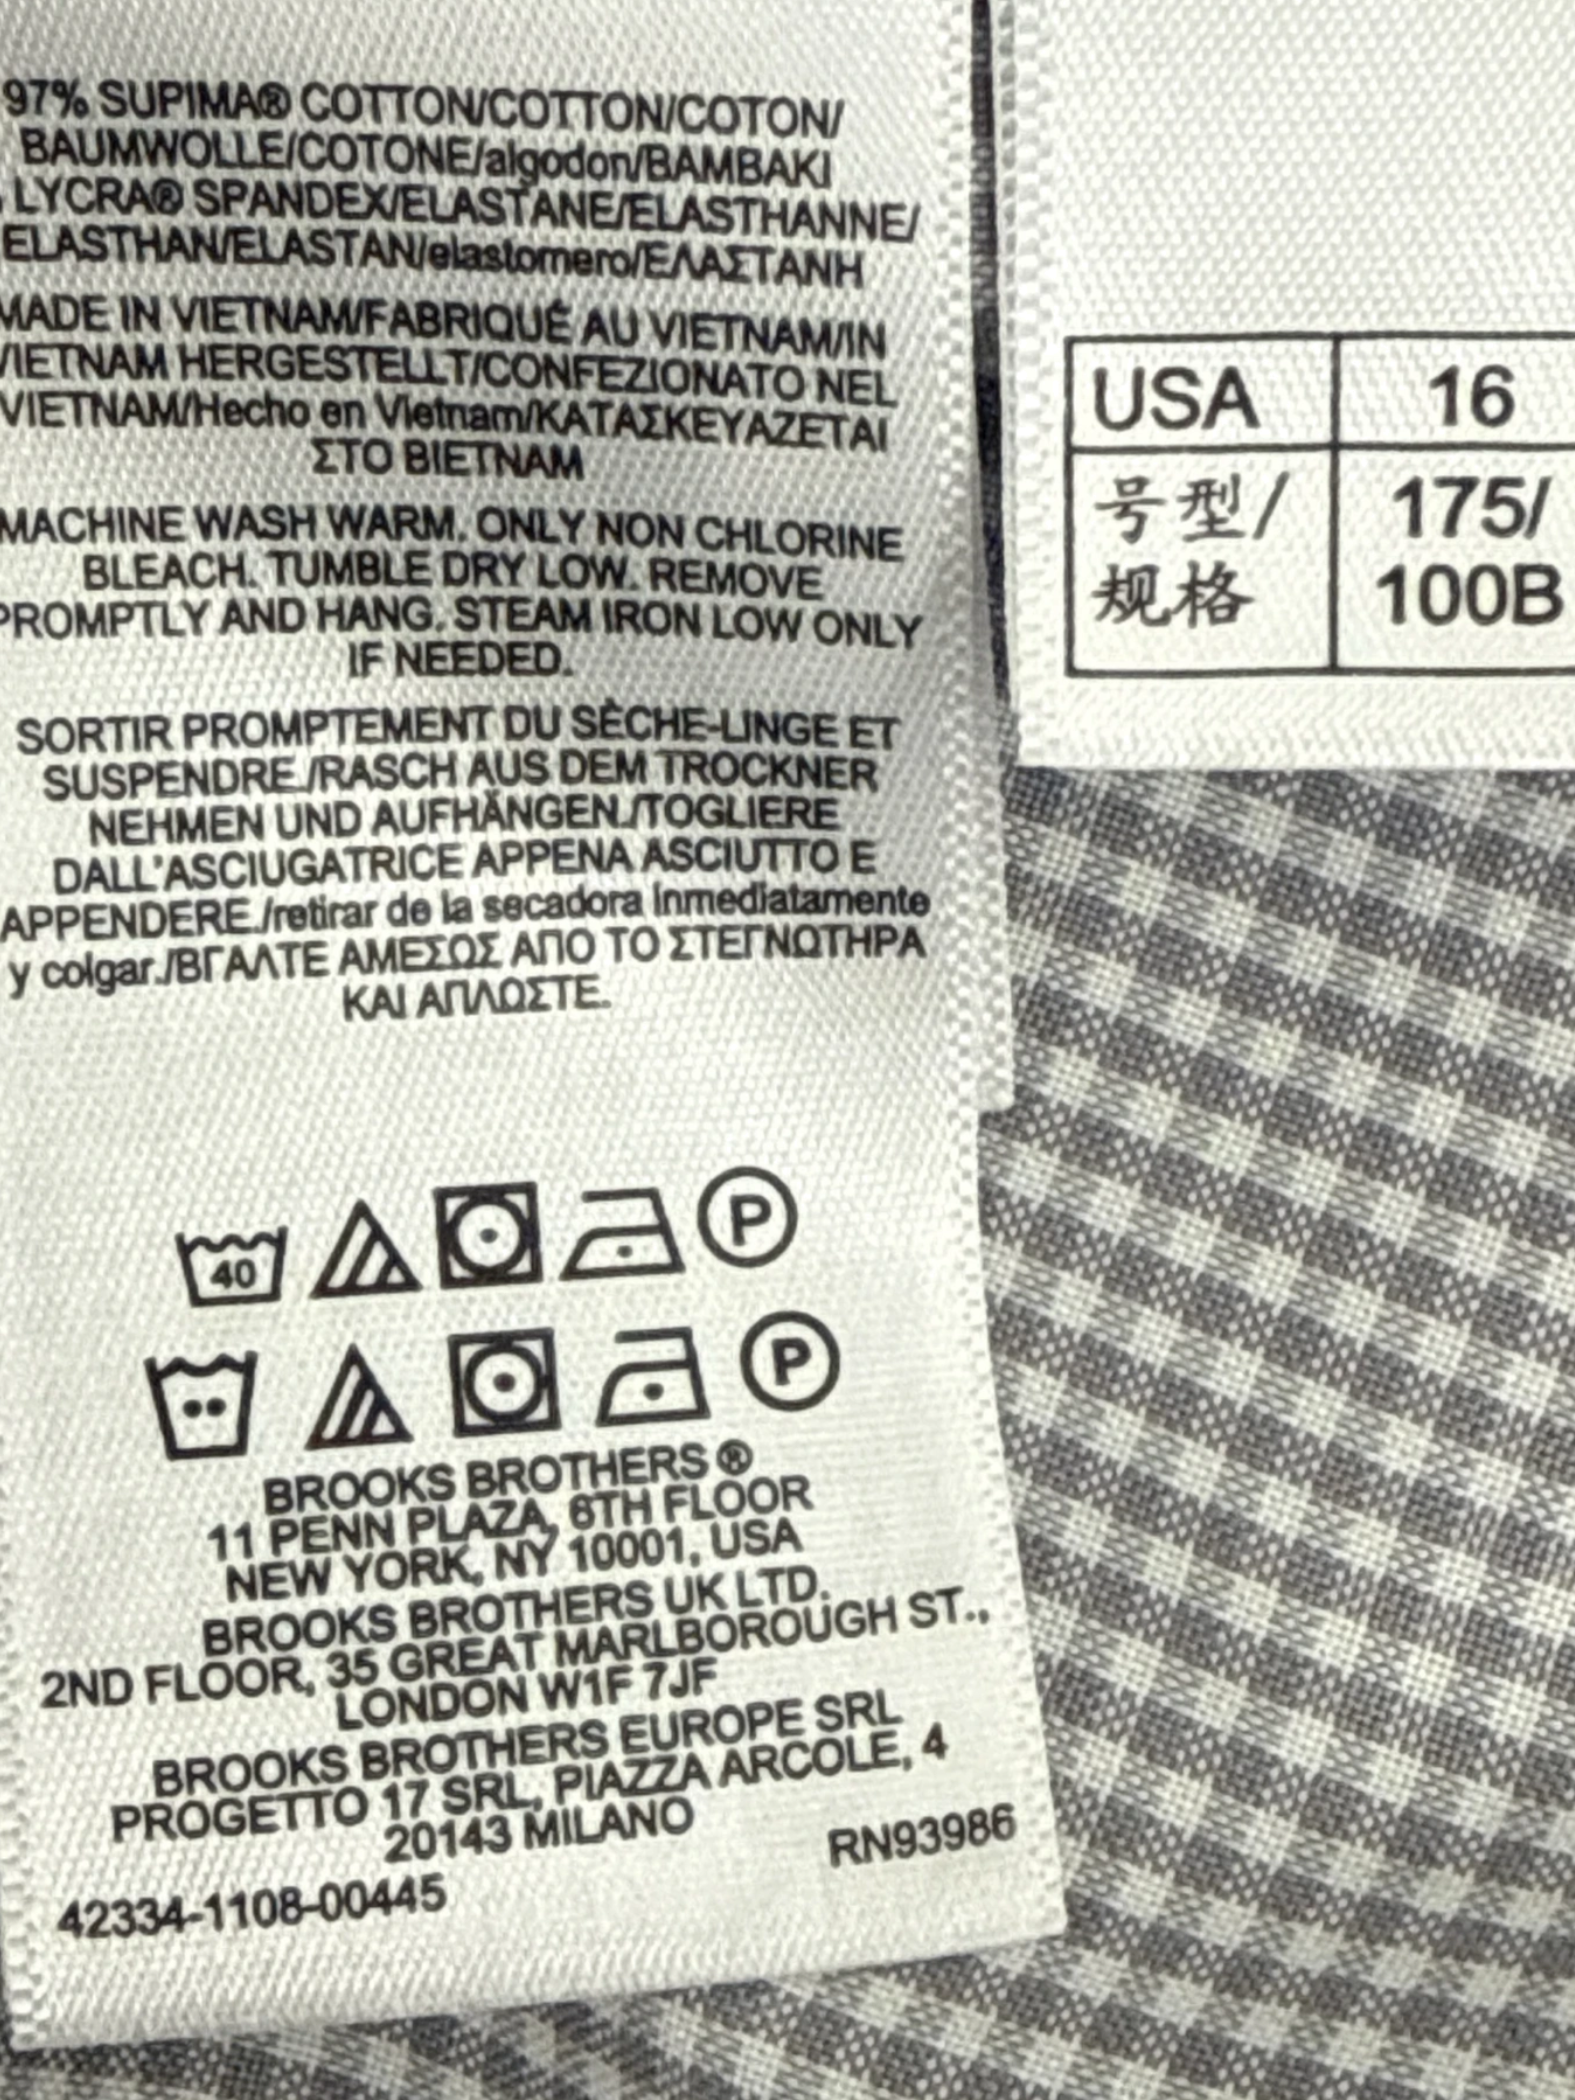 97% SUPIMA® COTTON/COTTON/COTON/
BAUMWOLLE/COTONE/algodon/BAMBAKI
LYCRA® SPANDEX/ELASTANE/ELASTHANNE/
ELASTHAN/ELASTAN/elastomero/ΕΛΑΣΤΑΝΗ
MADE IN VIETNAM/FABRIQUÉ AU VIETNAM/IN
VIETNAM HERGESTELLT/CONFEZIONATO NEL
VIETNAM/Hecho en Vietnam/ΚΑΤΑΣΚΕΥΑΖΕΤΑΙ
ΣΤΟ ΒΙΕΤΝΑΜ
MACHINE WASH WARM. ONLY NON CHLORINE
BLEACH. TUMBLE DRY LOW. REMOVE
PROMPTLY AND HANG. STEAM IRON LOW ONLY
IF NEEDED.
SORTIR PROMPTEMENT DU SÈCHE-LINGE ET
SUSPENDRE./RASCH AUS DEM TROCKNER
NEHMEN UND AUFHÄNGEN./TOGLIERE
DALL'ASCIUGATRICE APPENA ASCIUTTO E
APPENDERE./retirar de la secadora inmediatamente
y colgar./ΒΓΑΛΤΕ ΑΜΕΣΩΣ ΑΠΟ ΤΟ ΣΤΕΓΝΩΤΗΡΑ
ΚΑΙ ΑΠΛΩΣΤΕ.
40 P
P
BROOKS BROTHERS ®
11 PENN PLAZA, 6TH FLOOR
NEW YORK, NY 10001, USA
BROOKS BROTHERS UK LTD.
2ND FLOOR, 35 GREAT MARLBOROUGH ST.,
LONDON W1F 7JF
BROOKS BROTHERS EUROPE SRL
PROGETTO 17 SRL, PIAZZA ARCOLE, 4
20143 MILANO
RN93986
42334-1108-00445
USA 16
号型/ 175/
规格 100B